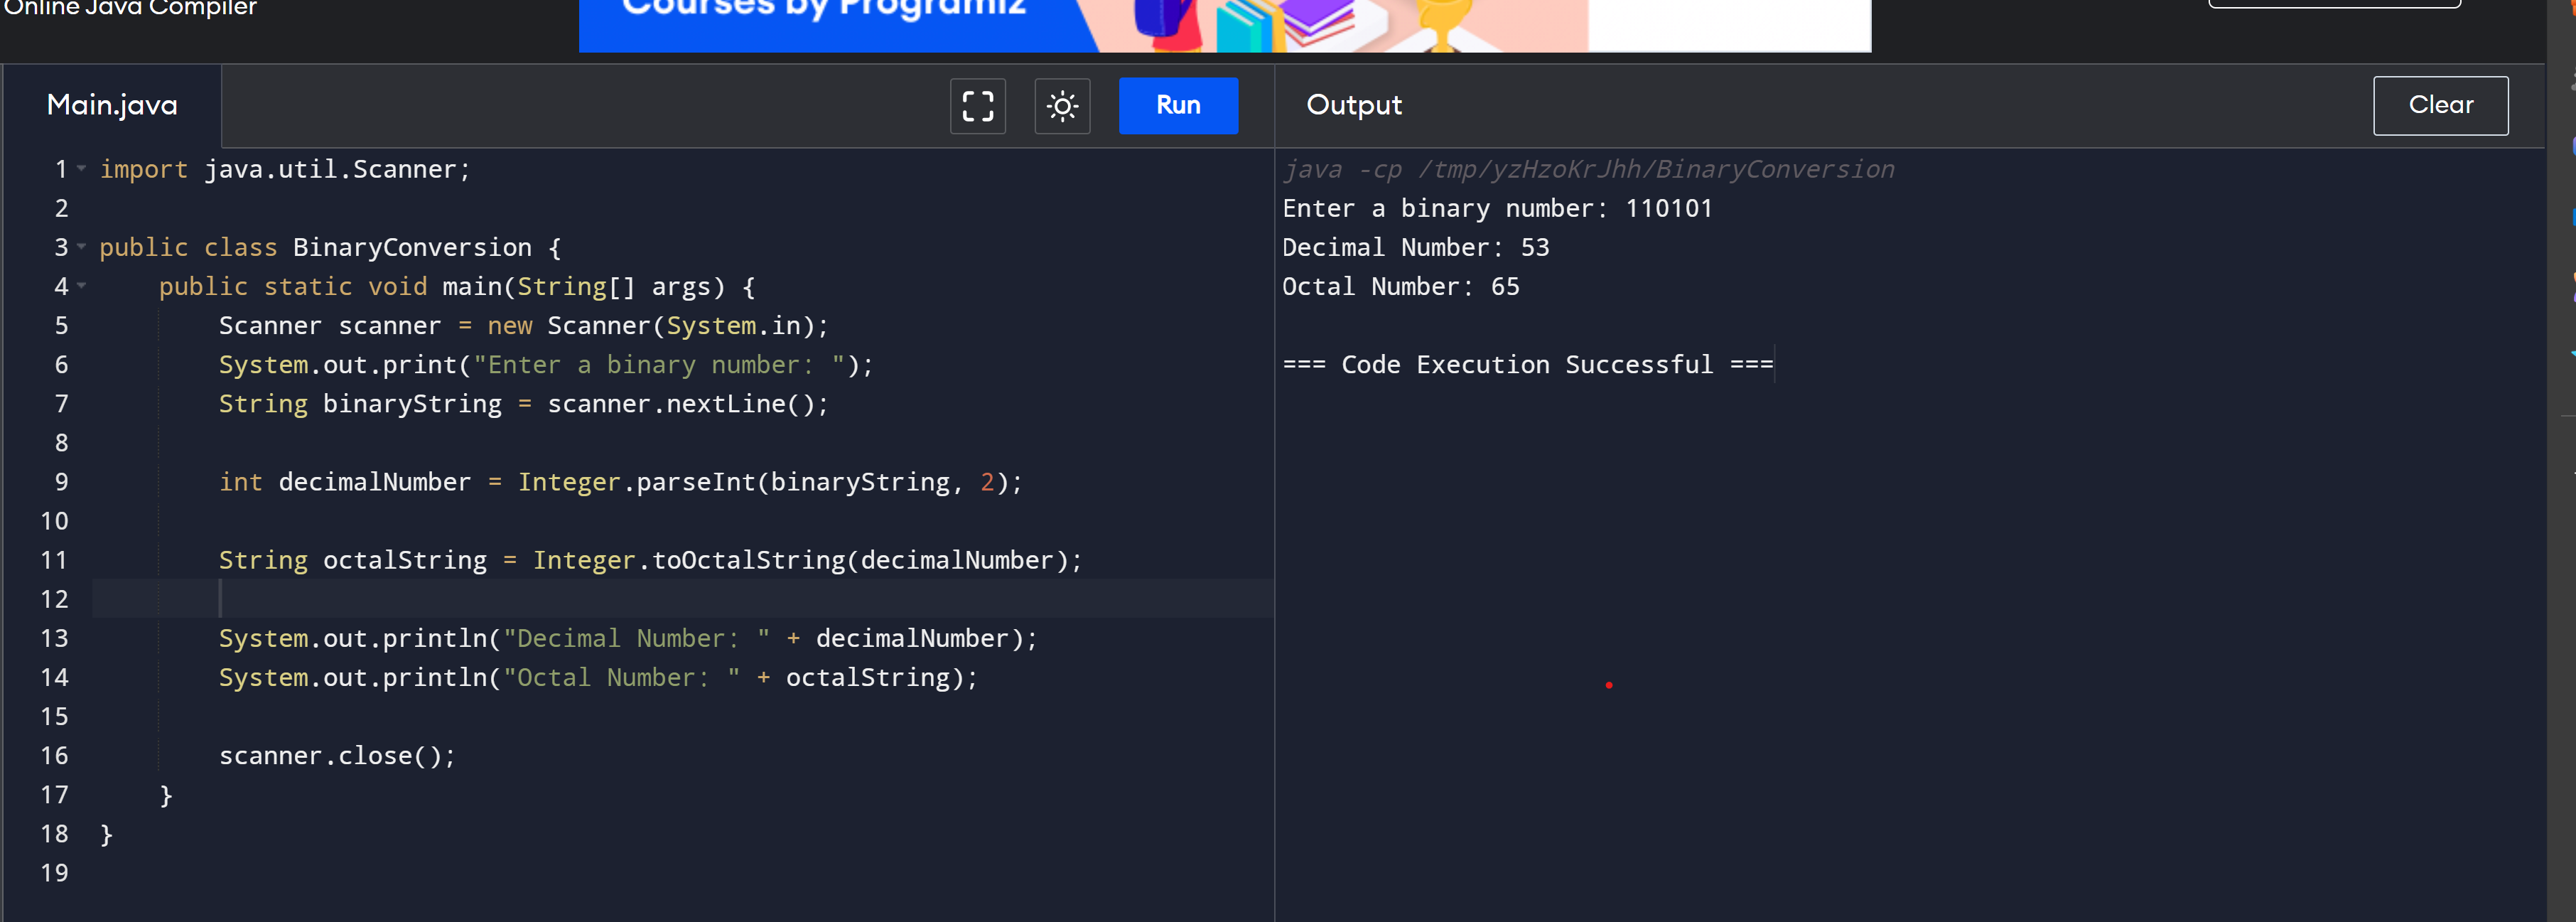 Online Java Compiler
Courses by Programiz
Main.java
Run
Output
Clear
1 import java.util.Scanner;
2
3 public class BinaryConversion {
4     public static void main(String[] args) {
5         Scanner scanner = new Scanner(System.in);
6         System.out.print("Enter a binary number: ");
7         String binaryString = scanner.nextLine();
8
9         int decimalNumber = Integer.parseInt(binaryString, 2);
10
11         String octalString = Integer.toOctalString(decimalNumber);
12
13         System.out.println("Decimal Number: " + decimalNumber);
14         System.out.println("Octal Number: " + octalString);
15
16         scanner.close();
17     }
18 }
19
java -cp /tmp/yzHzoKrJhh/BinaryConversion
Enter a binary number: 110101
Decimal Number: 53
Octal Number: 65
=== Code Execution Successful ===